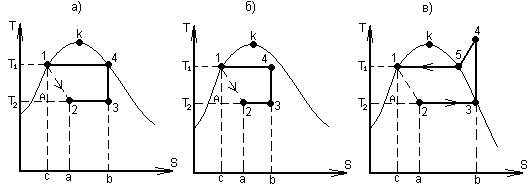 а) б) в)
T T T
k k k 4
1 4 1 4 1 5
T₁ T₁ T₁
A A A
T₂ 2 3 T₂ 2 3 T₂ 2 3
c a b S c a b S c a b S